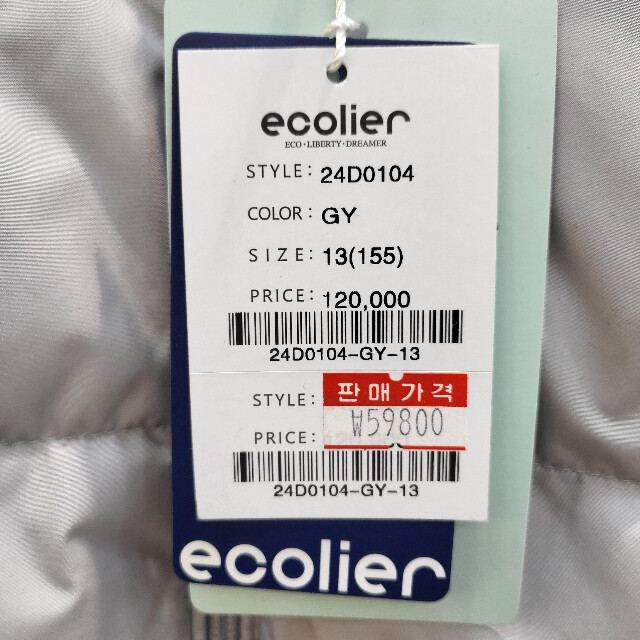 ecolier
ECO·LIBERTY·DREAMER
STYLE: 24D0104
COLOR: GY
SIZE: 13(155)
PRICE: 120,000
24D0104-GY-13
STYLE:
판매가격
PRICE:
₩59800
24D0104-GY-13
ecolier